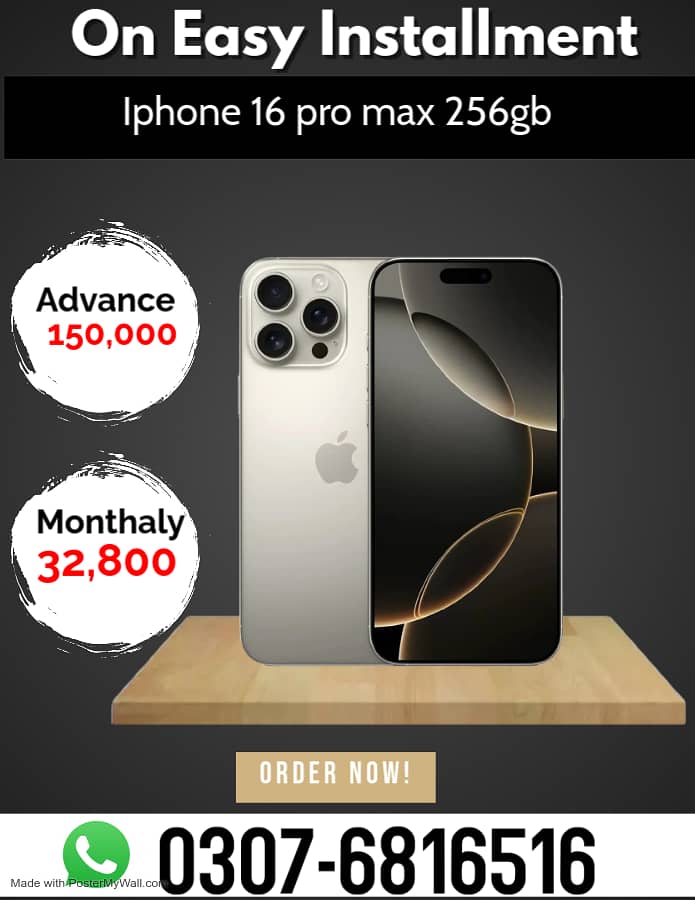 On Easy Installment
Iphone 16 pro max 256gb
Advance
150,000
Monthaly
32,800
ORDER NOW!
0307-6816516
Made with PosterMyWall.com